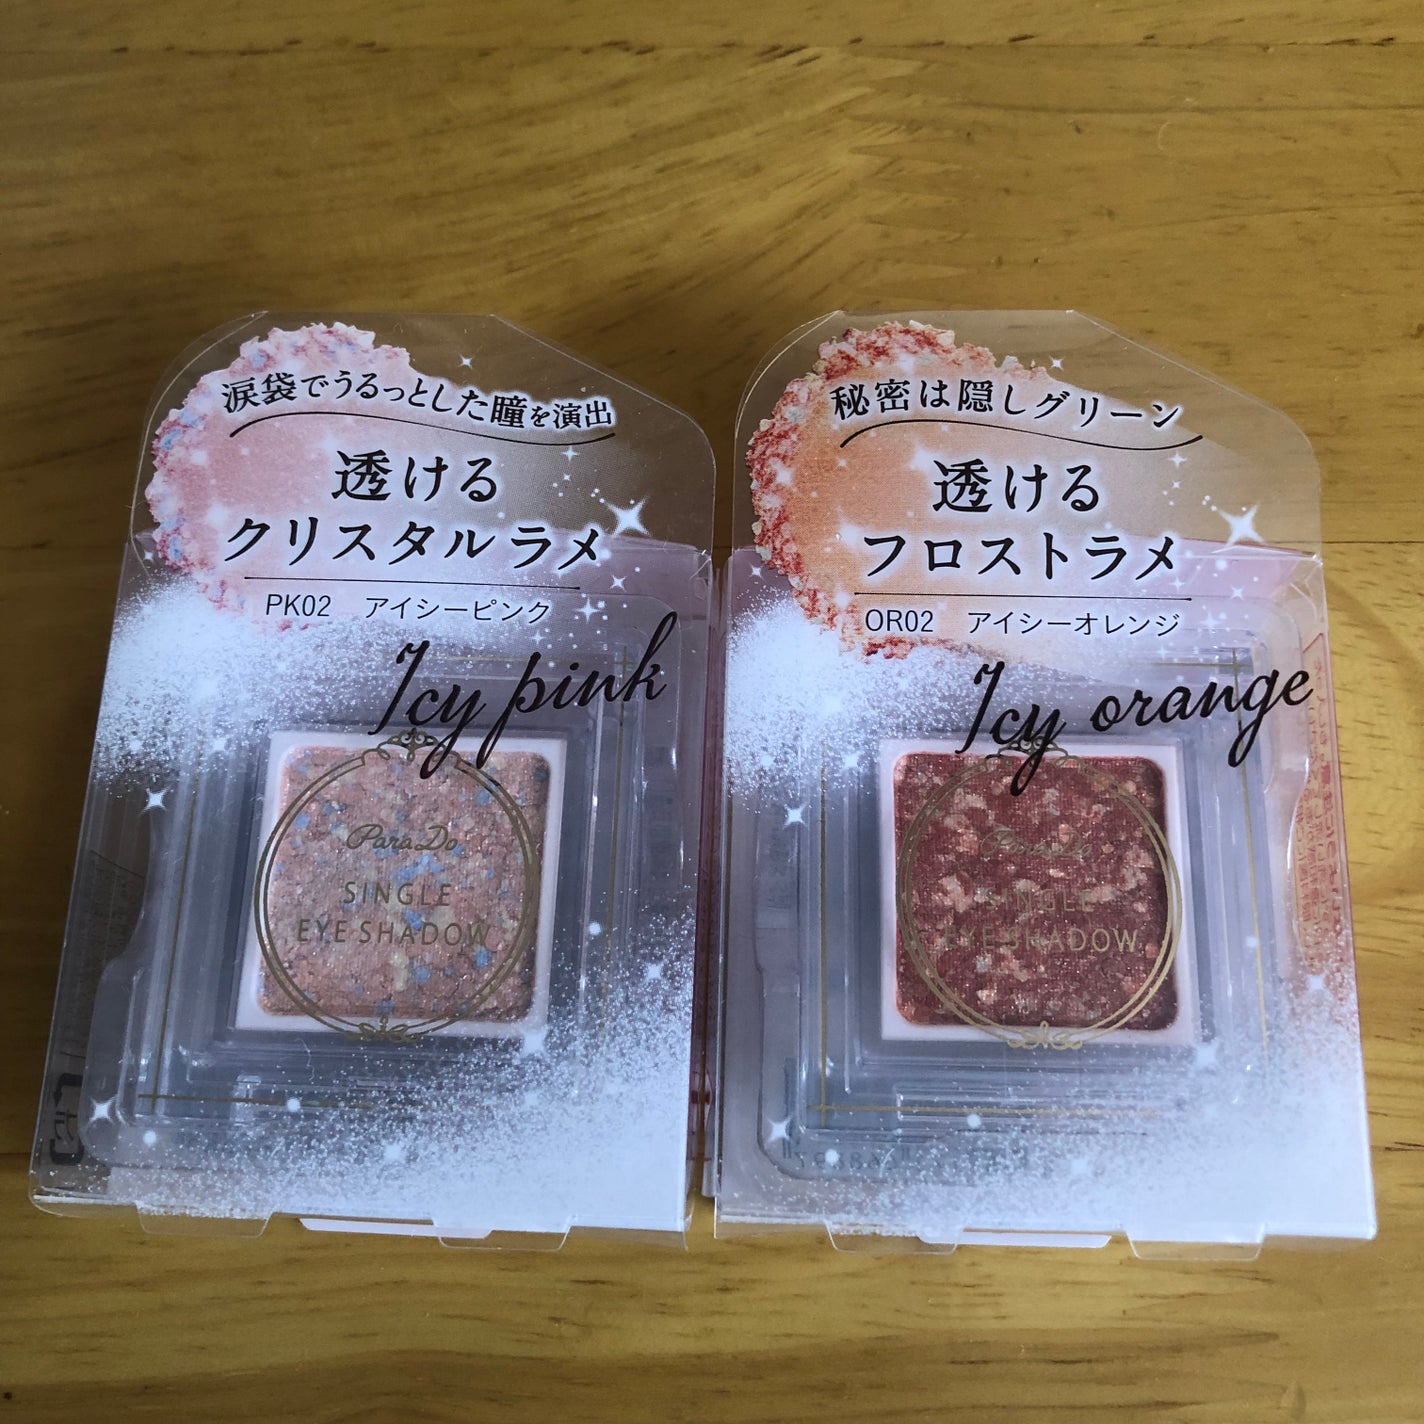 涙袋でうるっとした瞳を演出
透ける
クリスタルラメ
PK02 アイシーピンク
Icy pink
ParaDo
SINGLE
EYE SHADOW
秘密は隠しグリーン
透ける
フロストラメ
OR02 アイシーオレンジ
Icy orange
ParaDo
SINGLE
EYE SHADOW